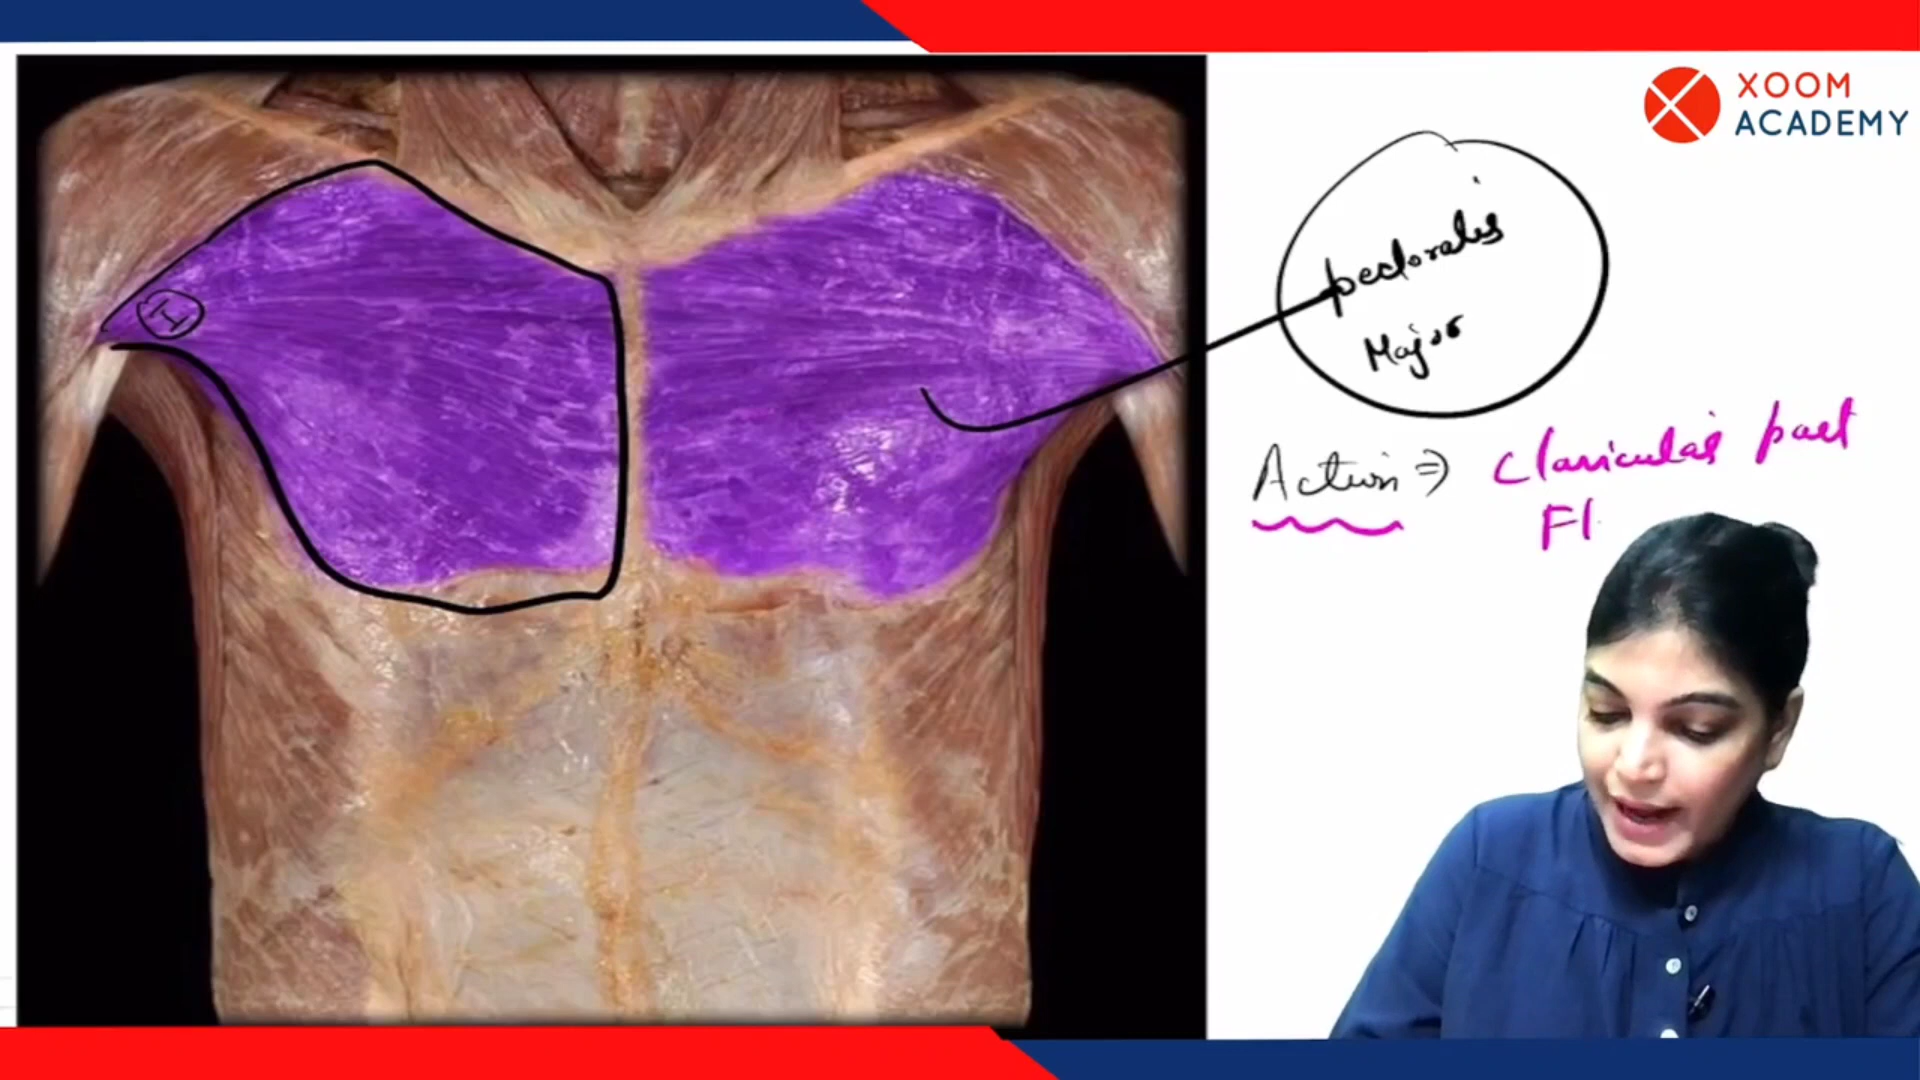 XOOM
ACADEMY
pectoralis
Major
Action ⇒ Clavicular part
Fl
I